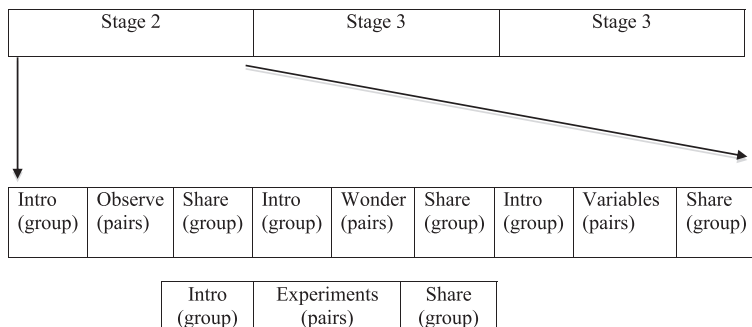 Stage 2 Stage 3 Stage 3
Intro Observe Share Intro Wonder Share Intro Variables Share
(group) (pairs) (group) (group) (pairs) (group) (group) (pairs) (group)
Intro Experiments Share
(group) (pairs) (group)